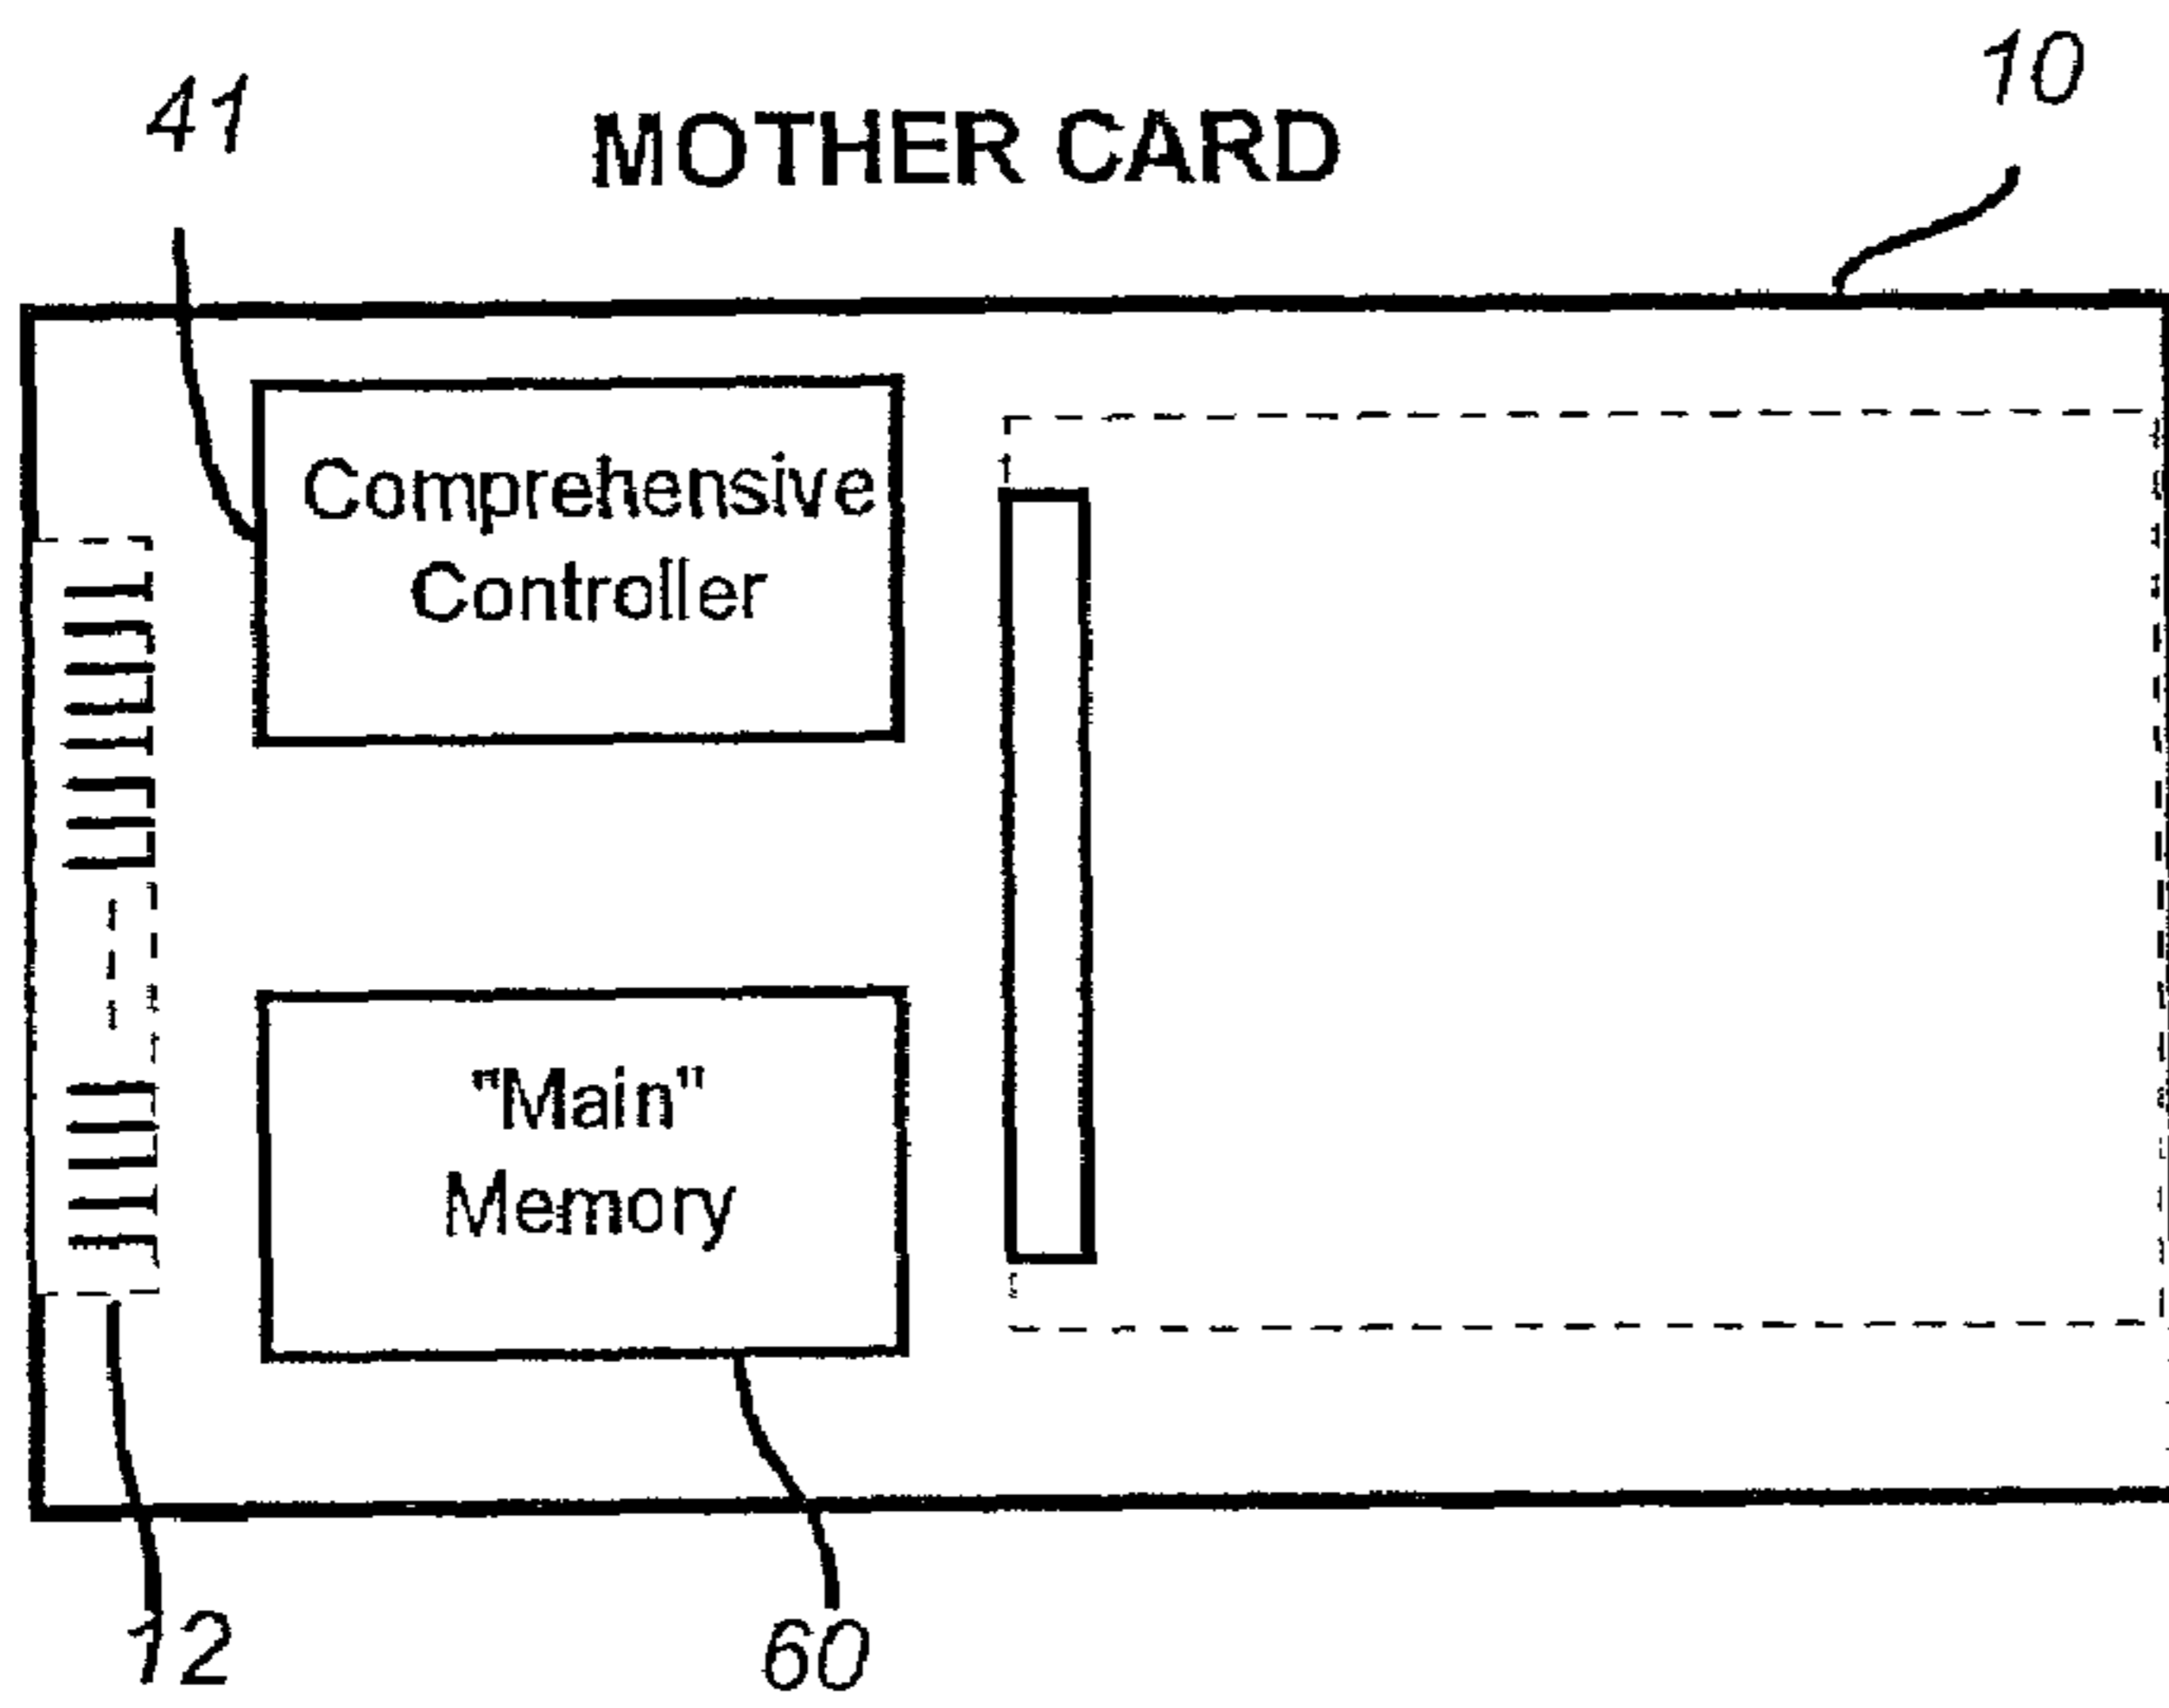 10
41
MOTHER CARD
Comprehensive
Controller
"Main"
Memory
12
60